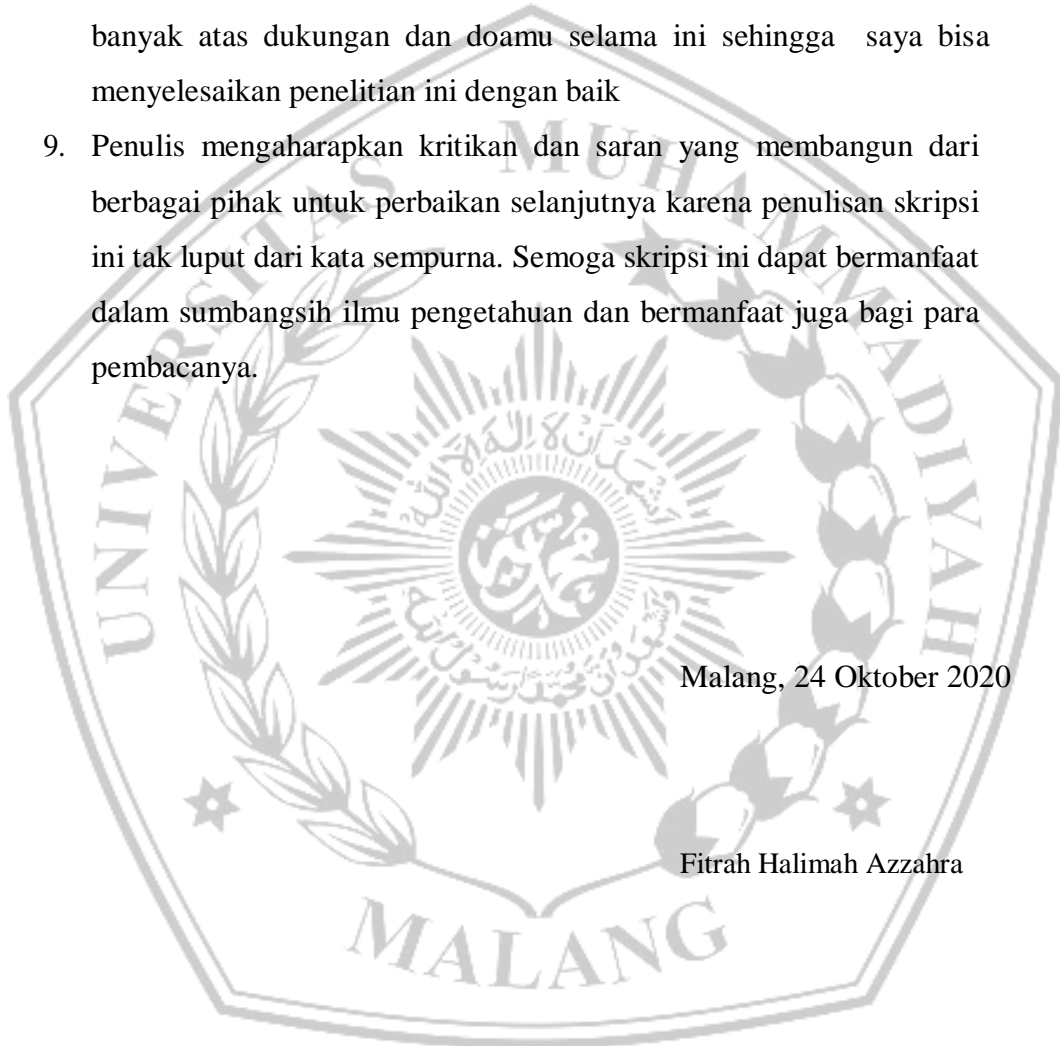 banyak atas dukungan dan doamu selama ini sehingga saya bisa
menyelesaikan penelitian ini dengan baik
9. Penulis mengaharapkan kritikan dan saran yang membangun dari
berbagai pihak untuk perbaikan selanjutnya karena penulisan skripsi
ini tak luput dari kata sempurna. Semoga skripsi ini dapat bermanfaat
dalam sumbangsih ilmu pengetahuan dan bermanfaat juga bagi para
pembacanya.
UNIVERSITAS MUHAMMADIYAH
Malang, 24 Oktober 2020
Fitrah Halimah Azzahra
MALANG